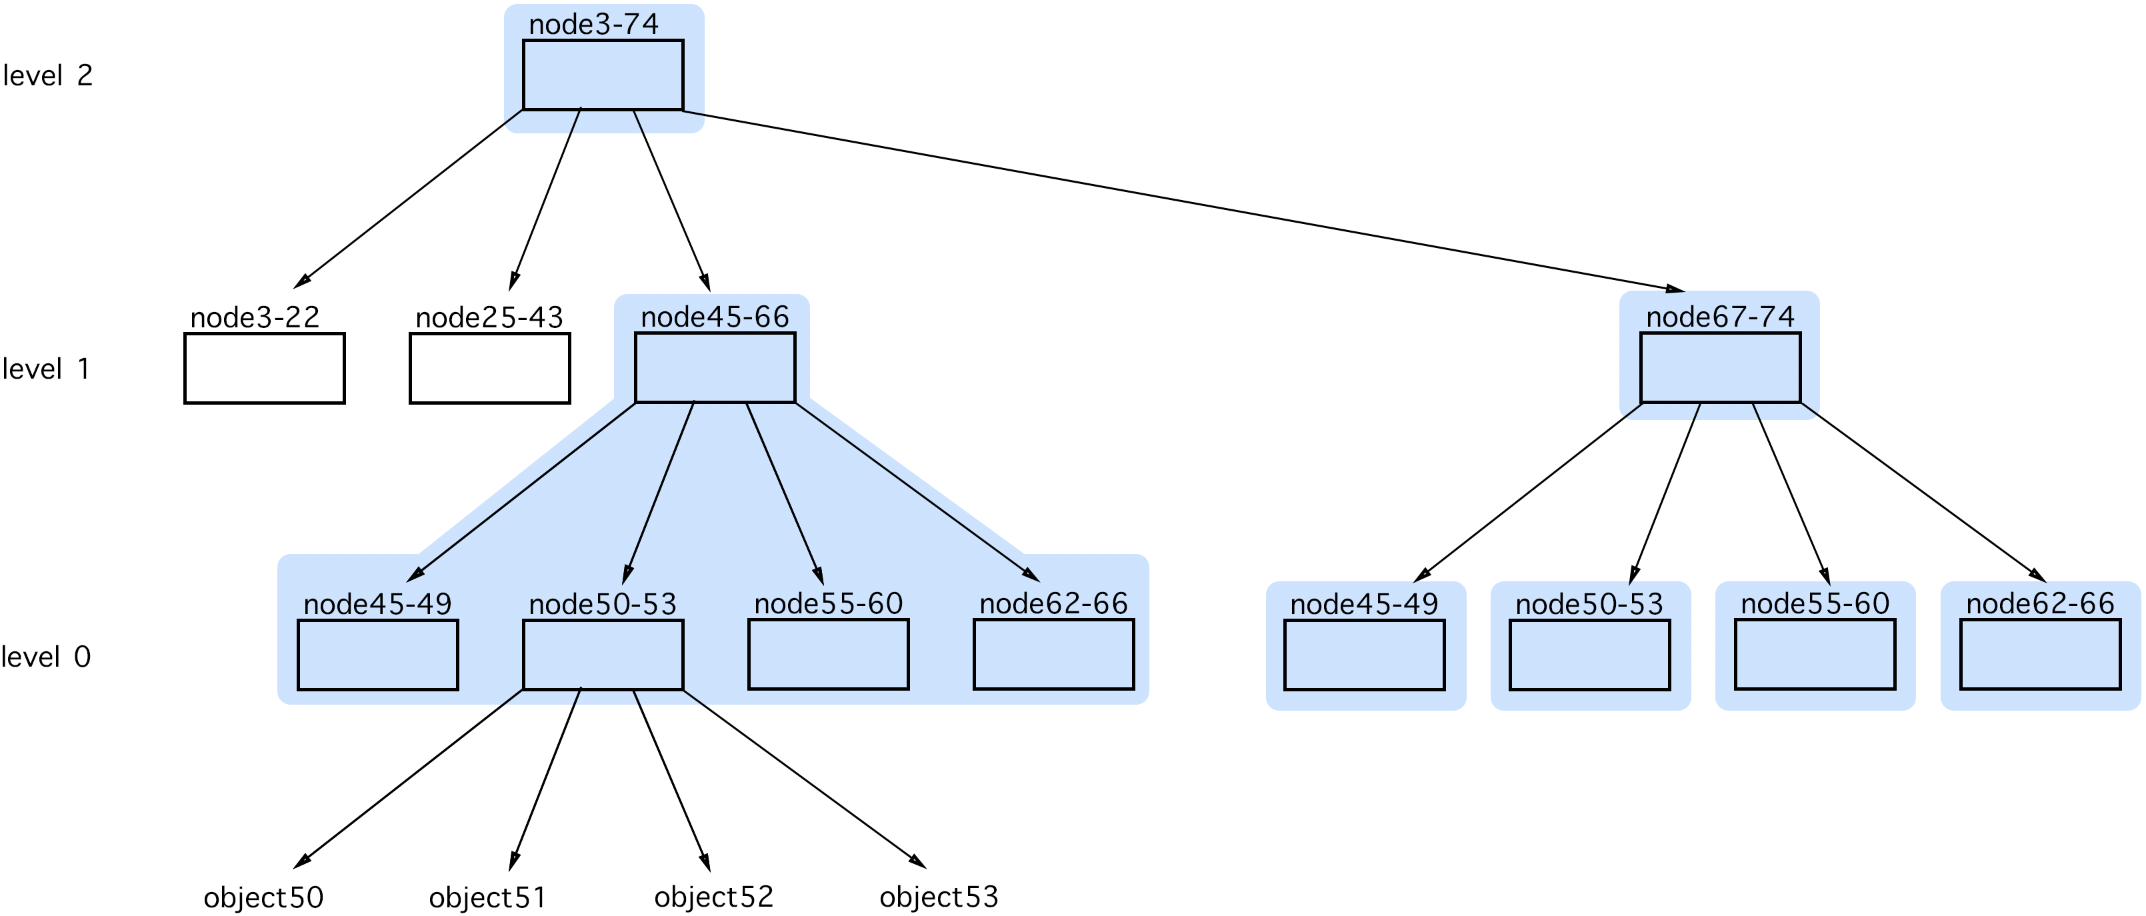 node3-74
level 2
node3-22
node25-43
node45-66
node67-74
level 1
node45-49
node50-53
node55-60
node62-66
node45-49
node50-53
node55-60
node62-66
level 0
object50
object51
object52
object53